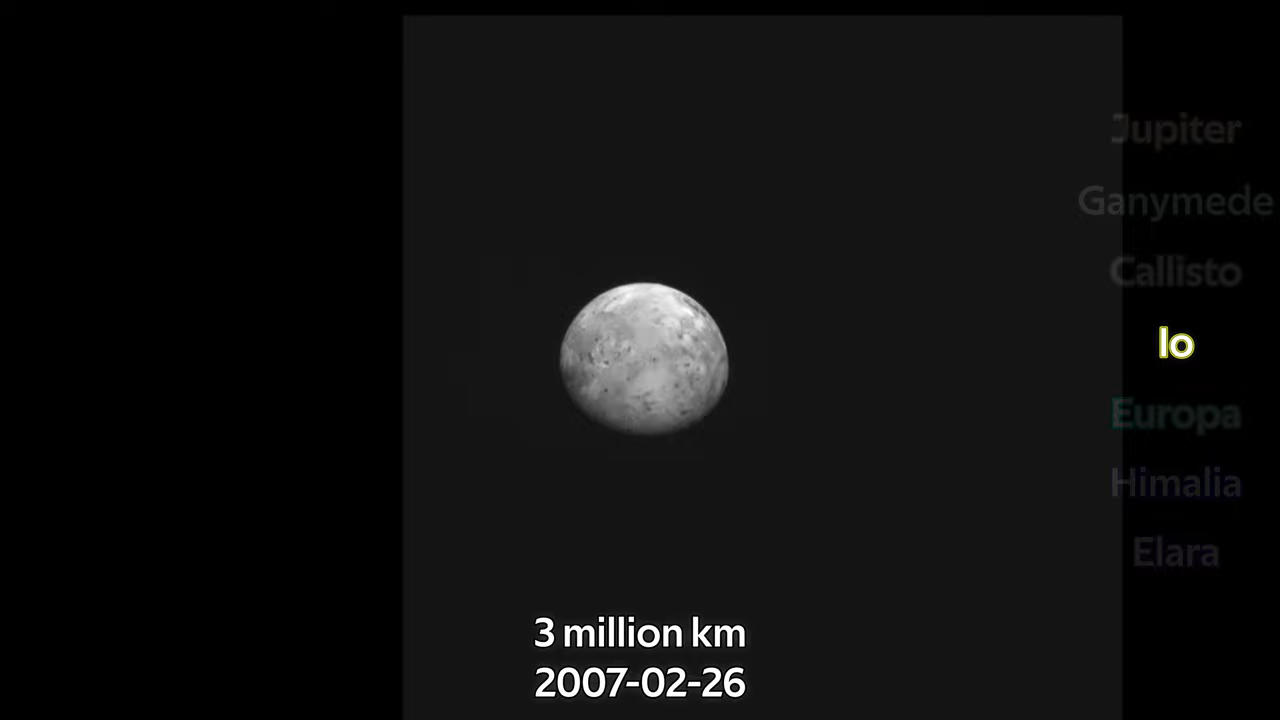 Jupiter
Ganymede
Callisto
Io
Europa
Himalia
Elara
3 million km
2007-02-26